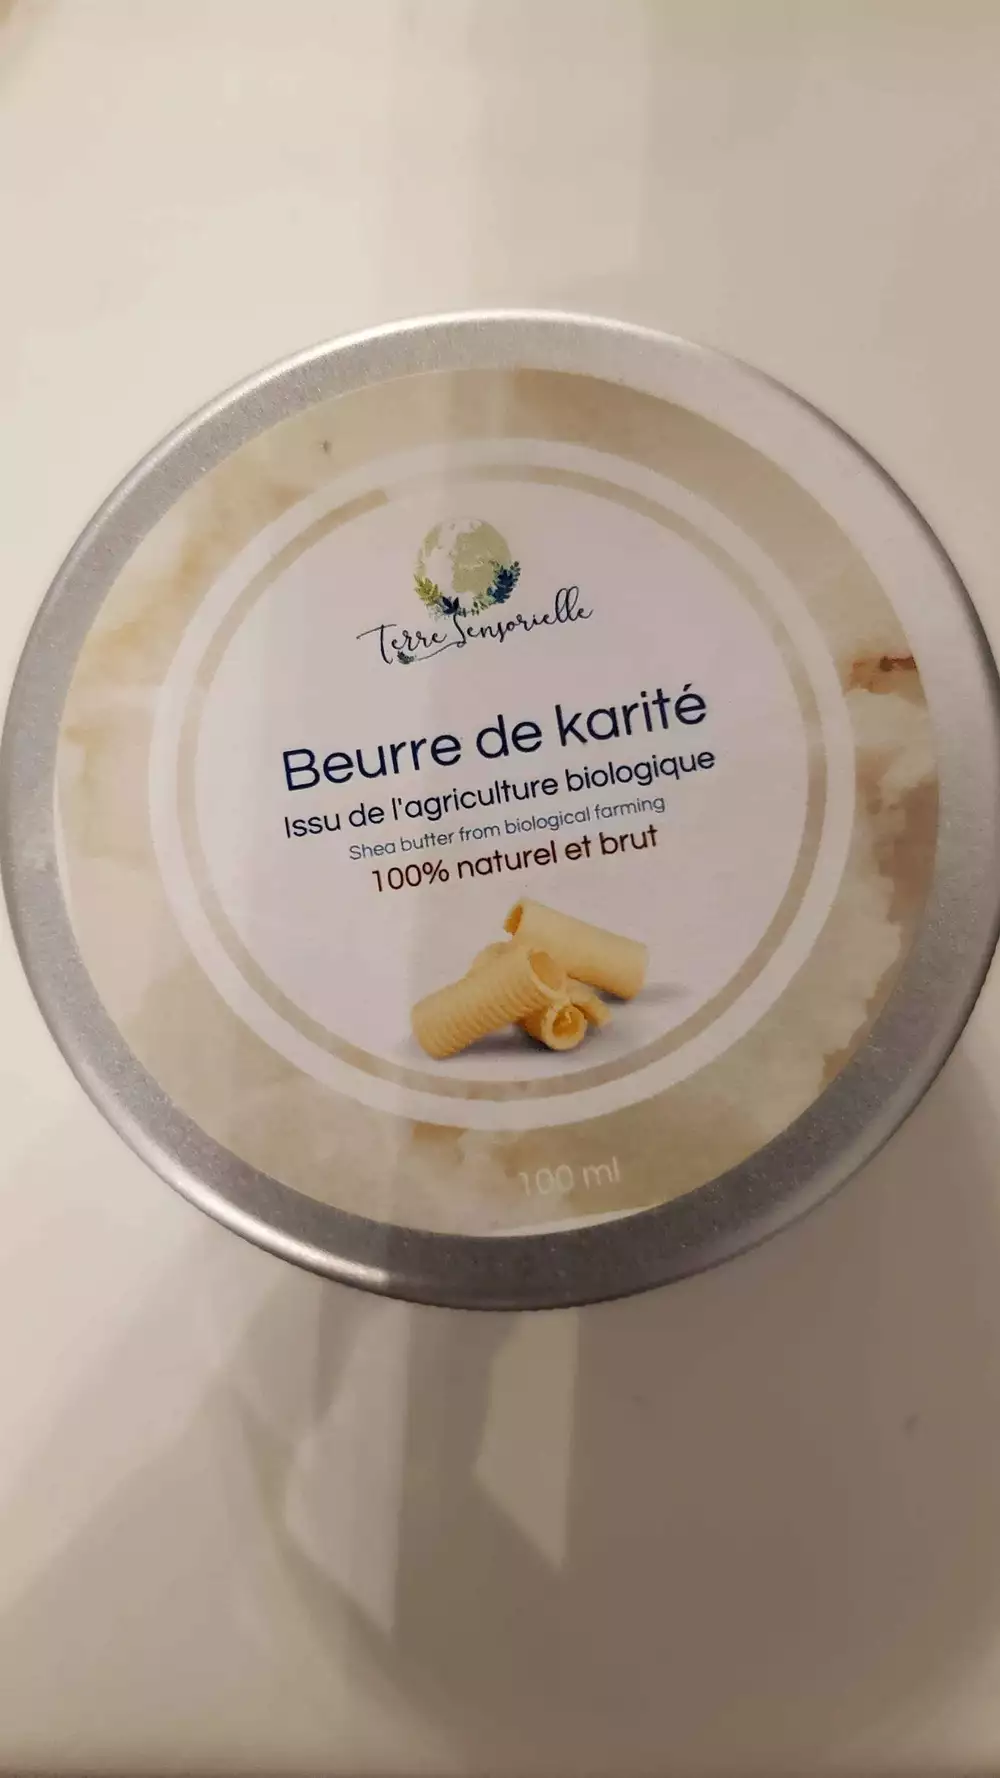 Terre Sensorielle
Beurre de karité
Issu de l'agriculture biologique
Shea butter from biological farming
100% naturel et brut
100 ml